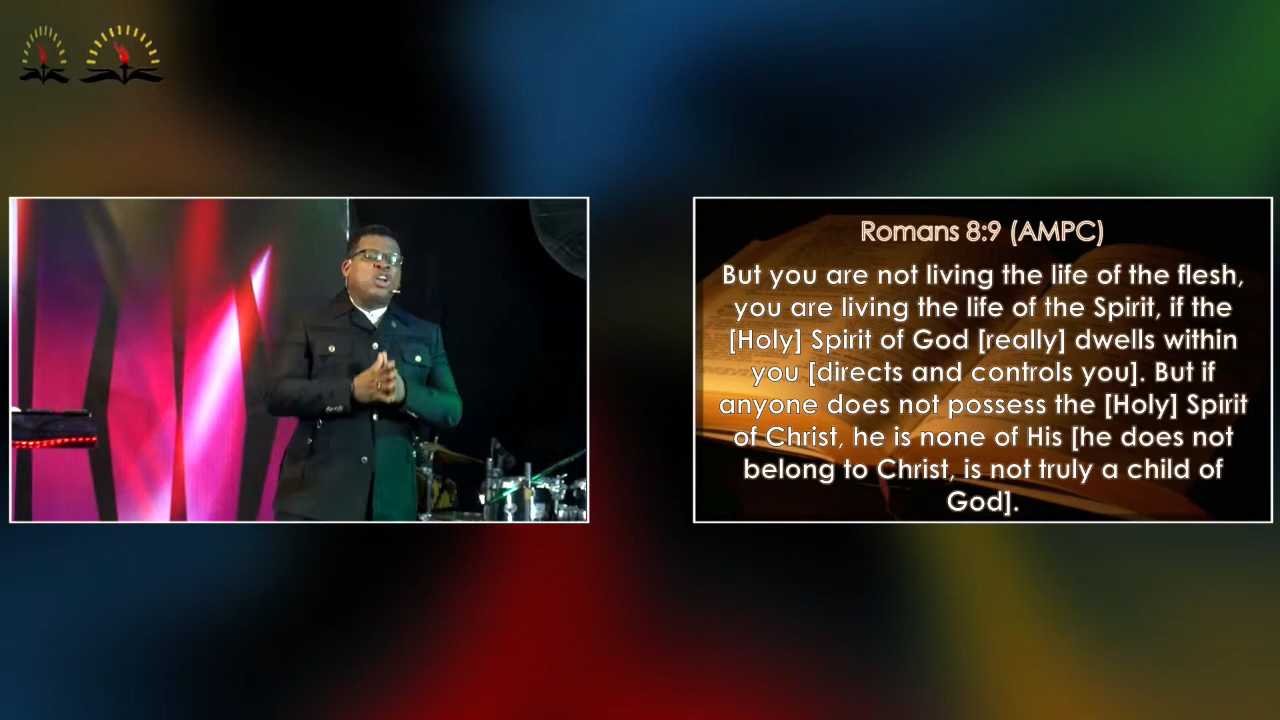 Romans 8:9 (AMPC)
But you are not living the life of the flesh,
you are living the life of the Spirit, if the
[Holy] Spirit of God [really] dwells within
you [directs and controls you]. But if
anyone does not possess the [Holy] Spirit
of Christ, he is none of His [he does not
belong to Christ, is not truly a child of
God].